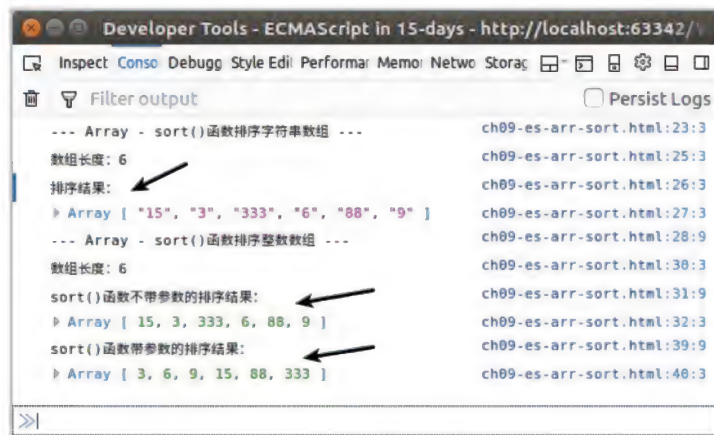 Developer Tools - ECMAScript in 15-days - http://localhost:63342/
Inspect Conso Debugg Style Edi Performar Memo Netwo Storag
Filter output Persist Logs
--- Array - sort()函数排序字符串数组 --- ch09-es-arr-sort.html:23:3
数组长度: 6 ch09-es-arr-sort.html:25:3
排序结果: ch09-es-arr-sort.html:26:3
Array [ "15", "3", "333", "6", "88", "9" ] ch09-es-arr-sort.html:27:3
--- Array - sort()函数排序整数数组 --- ch09-es-arr-sort.html:28:9
数组长度: 6 ch09-es-arr-sort.html:30:3
sort()函数不带参数的排序结果: ch09-es-arr-sort.html:31:9
Array [ 15, 3, 333, 6, 88, 9 ] ch09-es-arr-sort.html:32:3
sort()函数带参数的排序结果: ch09-es-arr-sort.html:39:9
Array [ 3, 6, 9, 15, 88, 333 ] ch09-es-arr-sort.html:40:3